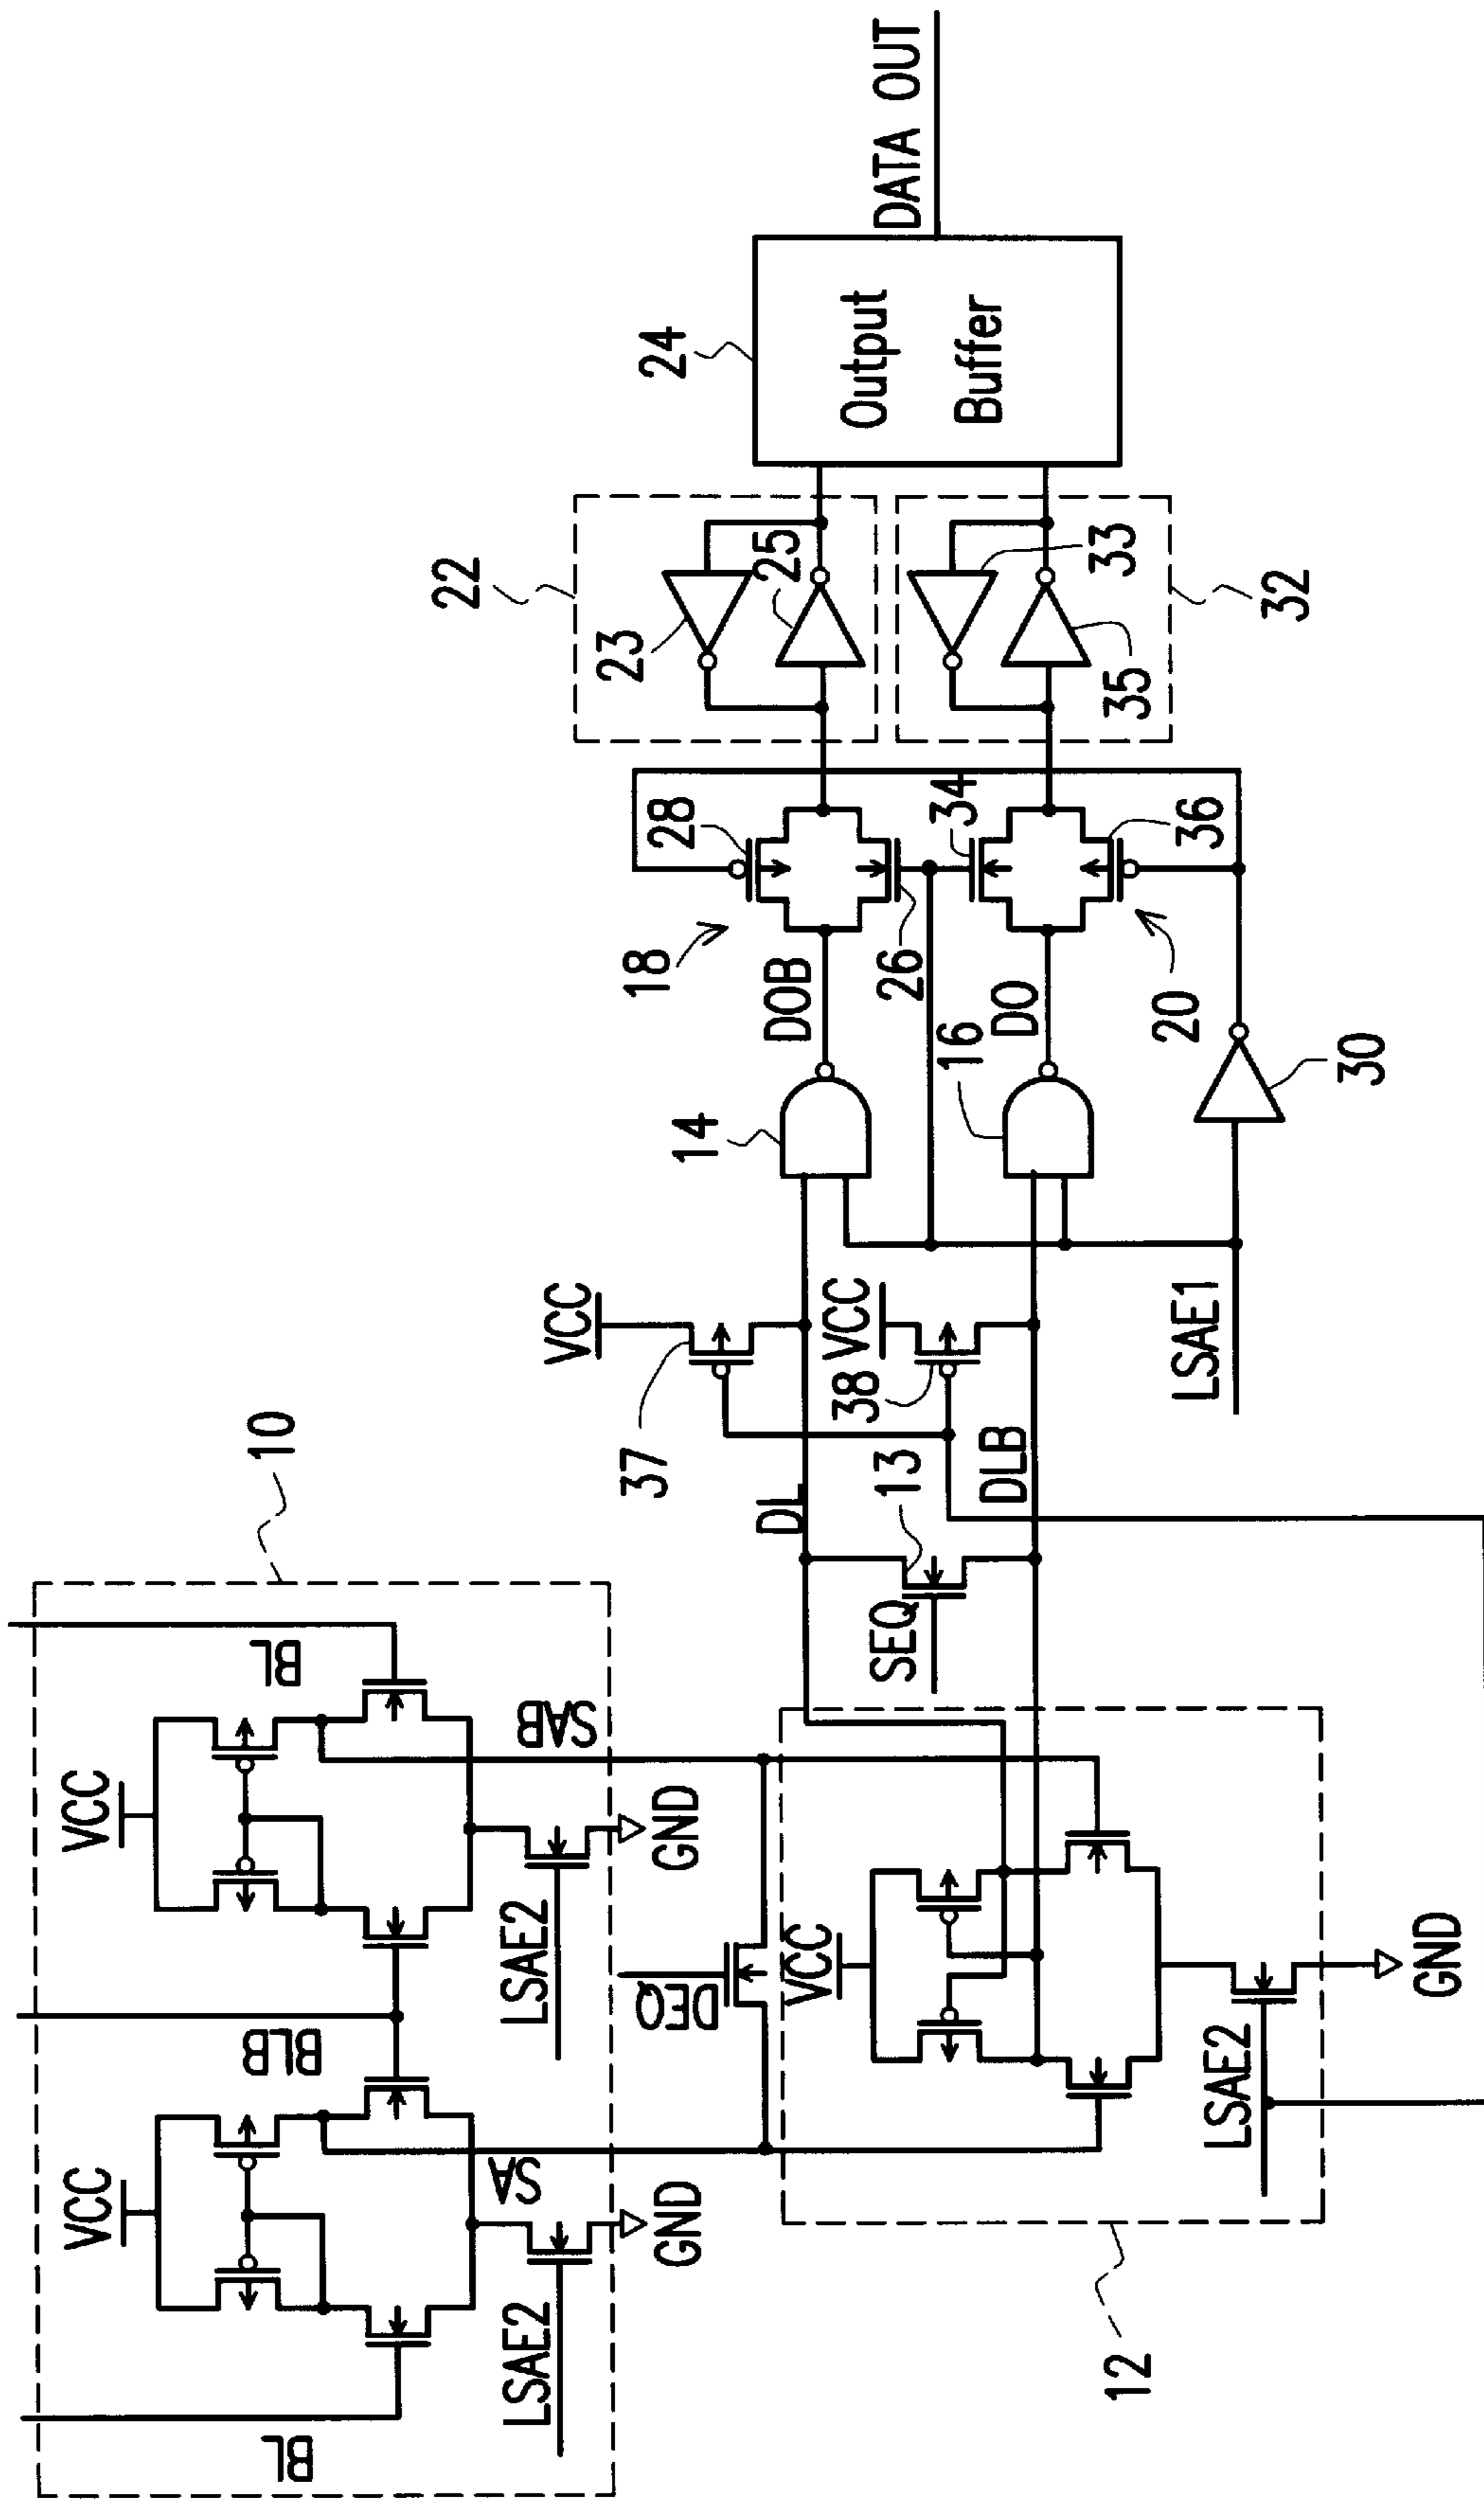 10
VCC
VCC
BL
BLB
BL
SA
SAB
LSAE2
GND
LSAE2
GND
DEQ
12
VCC
LSAE2
GND
SEQ
13
DL
DLB
37
VCC
38
VCC
LSAE1
14
16
DOB
DO
30
18
28
26
34
20
36
22
23
25
33
35
32
24
Output
Buffer
DATA OUT